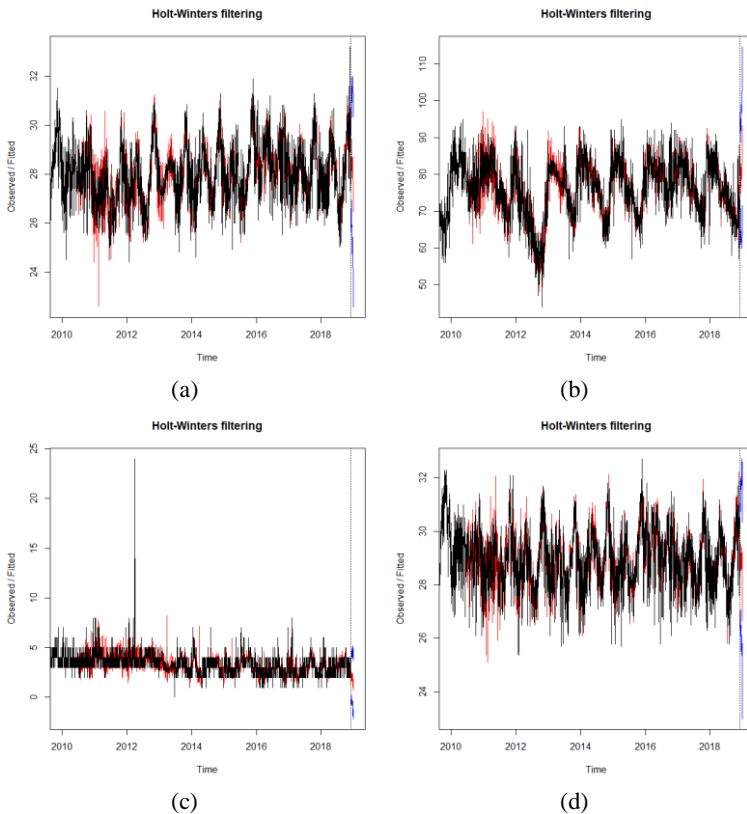 Holt-Winters filtering
Observed / Fitted
32
30
28
26
24
2010 2012 2014 2016 2018
Time
(a)
Holt-Winters filtering
Observed / Fitted
110
100
90
80
70
60
50
2010 2012 2014 2016 2018
Time
(b)
Holt-Winters filtering
Observed / Fitted
25
20
15
10
5
0
2010 2012 2014 2016 2018
Time
(c)
Holt-Winters filtering
Observed / Fitted
32
30
28
26
24
2010 2012 2014 2016 2018
Time
(d)